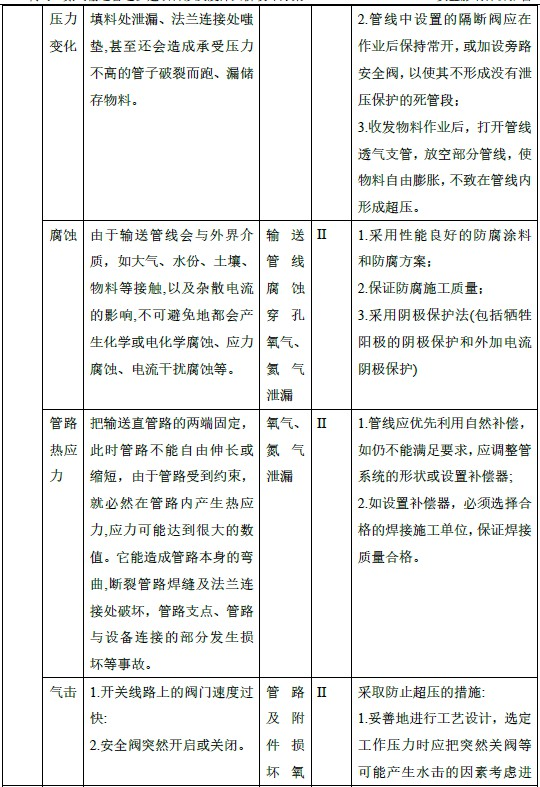 压力
变化
填料处泄漏、法兰连接处嗤
垫,甚至还会造成承受压力
不高的管子破裂而跑、漏储
存物料。
2.管线中设置的隔断阀应在
作业后保持常开，或加设旁路
安全阀，以使其不形成没有泄
压保护的死管段；
3.收发物料作业后，打开管线
透气支管，放空部分管线，使
物料自由膨胀，不致在管线内
形成超压。
腐蚀
由于输送管线会与外界介
质，如大气、水份、土壤、
物料等接触,以及杂散电流
的影响,不可避免地都会产
生化学或电化学腐蚀、应力
腐蚀、电流干扰腐蚀等。
输送
管线
腐蚀
穿孔
氧气、
氮气
泄漏
II
1.采用性能良好的防腐涂料
和防腐方案；
2.保证防腐施工质量；
3.采用阴极保护法(包括牺牲
阳极的阴极保护和外加电流
阴极保护)
管路
热应
力
把输送直管路的两端固定，
此时管路不能自由伸长或
缩短，由于管路受到约束，
就必然在管路内产生热应
力,应力可能达到很大的数
值。它能造成管路本身的弯
曲,断裂管路焊缝及法兰连
接处破坏，管路支点、管路
与设备连接的部分发生损
坏等事故。
氧气、
氮气
泄漏
II
1.管线应优先利用自然补偿，
如仍不能满足要求，应调整管
系统的形状或设置补偿器;
2.如设置补偿器，必须选择合
格的焊接施工单位，保证焊接
质量合格。
气击
1.开关线路上的阀门速度过
快:
2.安全阀突然开启或关闭。
管路
及附
件损
坏氧
II
采取防止超压的措施:
1.妥善地进行工艺设计，选定
工作压力时应把突然关阀等
可能产生水击的因素考虑进